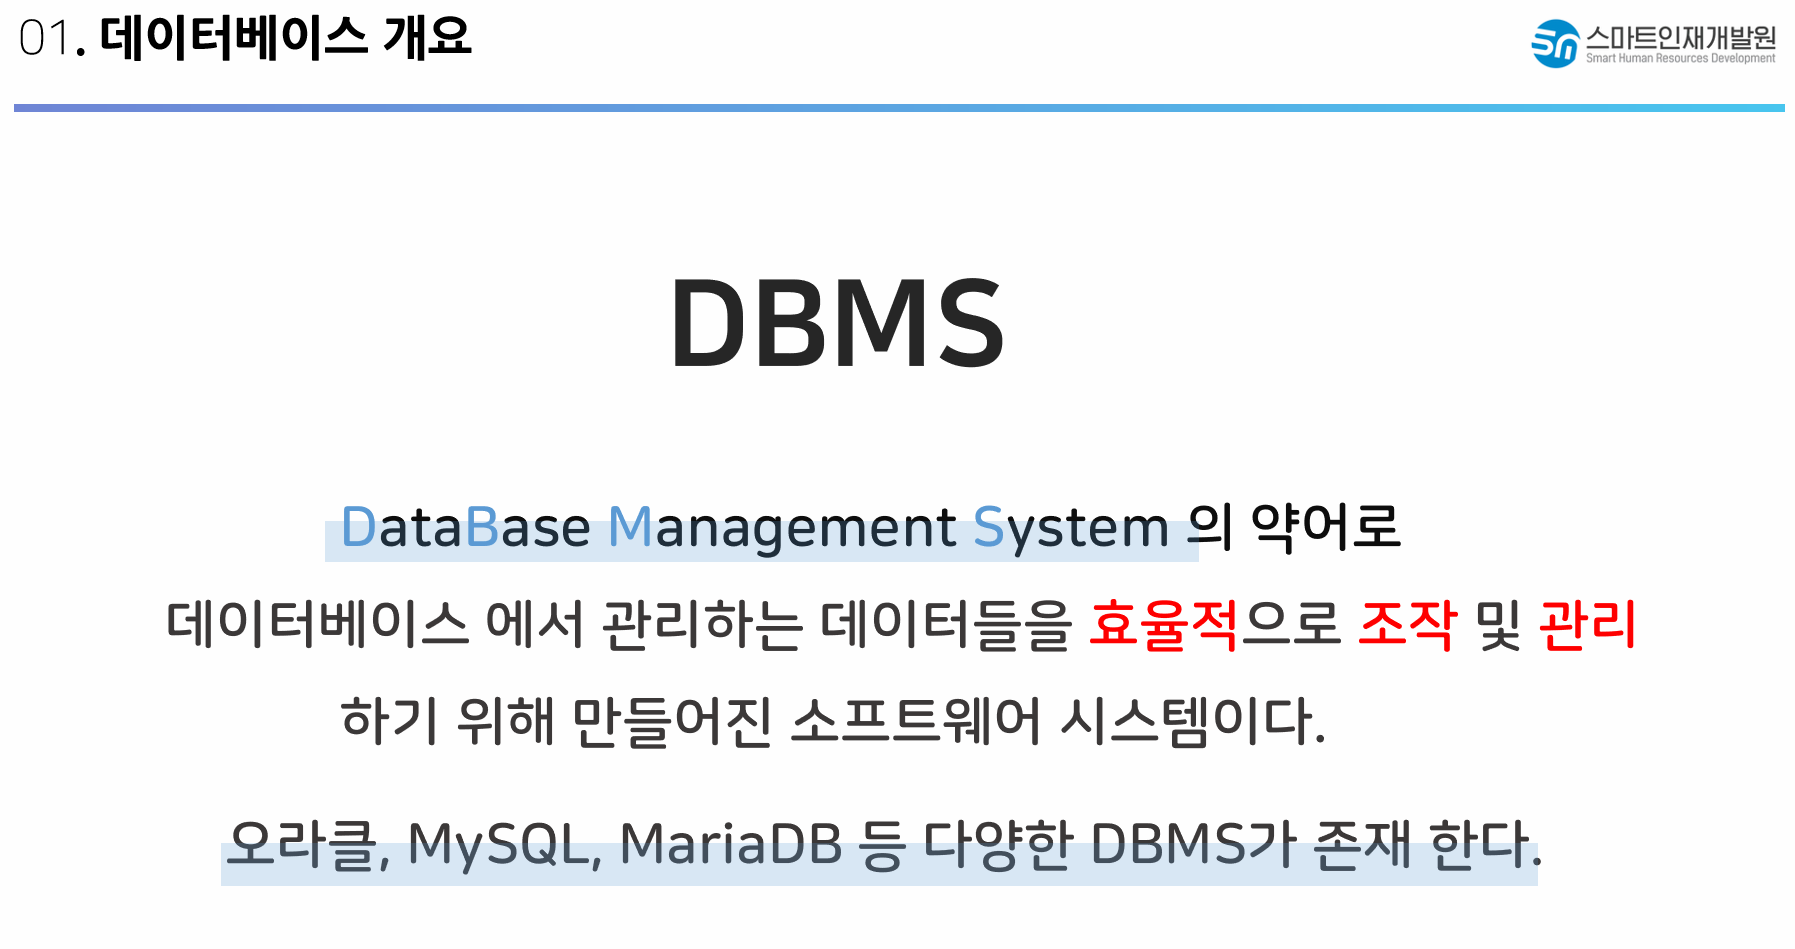 01. 데이터베이스 개요
스마트인재개발원
Smart Human Resources Development
DBMS
DataBase Management System 의 약어로
데이터베이스 에서 관리하는 데이터들을 효율적으로 조작 및 관리
하기 위해 만들어진 소프트웨어 시스템이다.
오라클, MySQL, MariaDB 등 다양한 DBMS가 존재 한다.